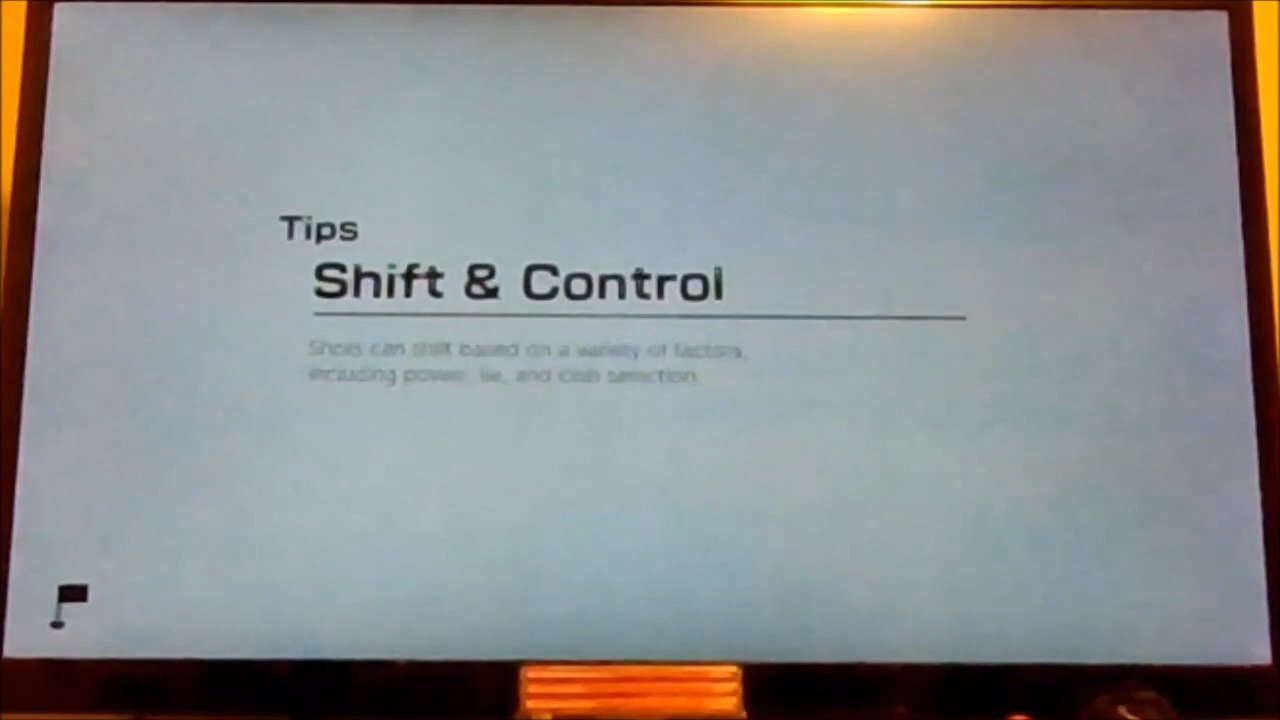 Tips
Shift & Control
Shots can shift based on a variety of factors,
including power, lie, and club selection.